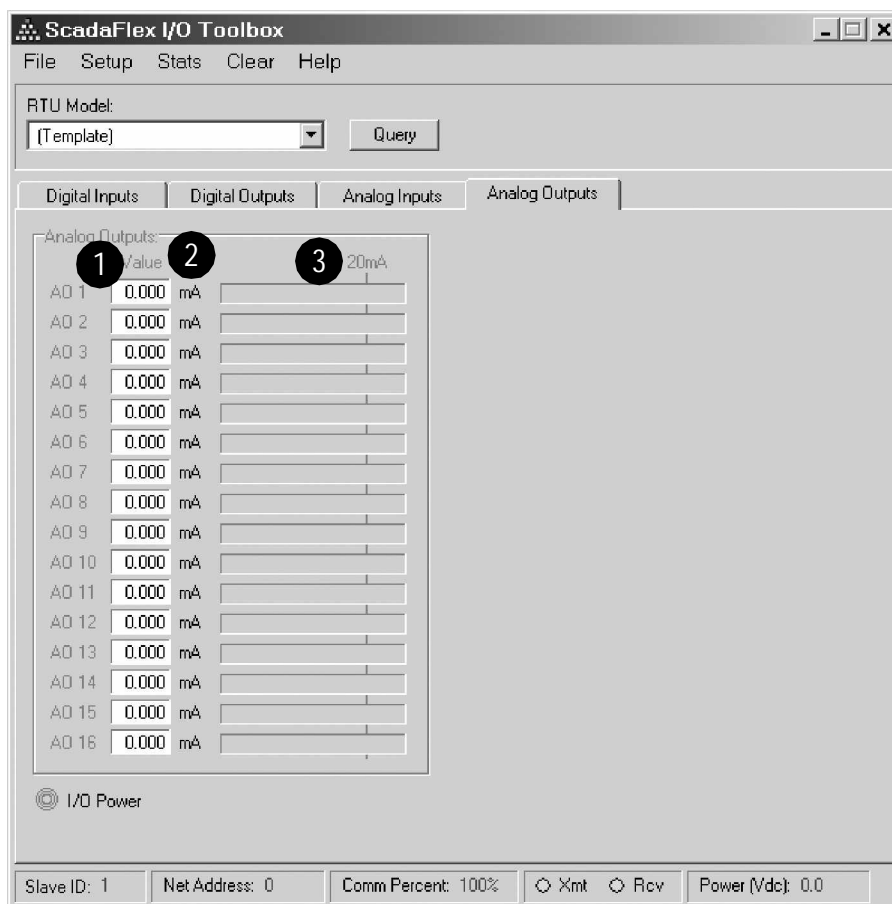 ScadaFlex I/O Toolbox
File Setup Stats Clear Help
RTU Model:
(Template) Query
Digital Inputs Digital Outputs Analog Inputs Analog Outputs
Analog Outputs:
1 Value 2 3 20mA
AO 1 0.000 mA
AO 2 0.000 mA
AO 3 0.000 mA
AO 4 0.000 mA
AO 5 0.000 mA
AO 6 0.000 mA
AO 7 0.000 mA
AO 8 0.000 mA
AO 9 0.000 mA
AO 10 0.000 mA
AO 11 0.000 mA
AO 12 0.000 mA
AO 13 0.000 mA
AO 14 0.000 mA
AO 15 0.000 mA
AO 16 0.000 mA
I/O Power
Slave ID: 1 Net Address: 0 Comm Percent: 100% Xmt Rcv Power (Vdc): 0.0